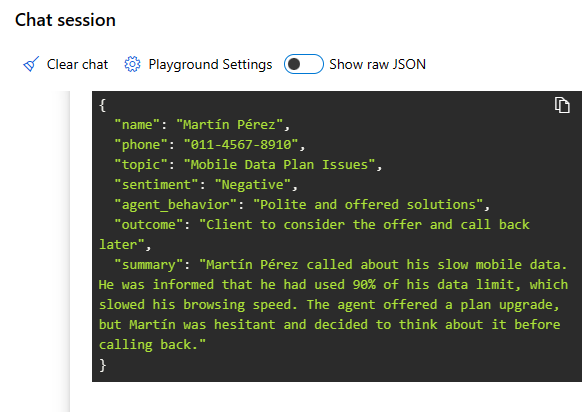 Chat session
Clear chat Playground Settings Show raw JSON
{
"name": "Martín Pérez",
"phone": "011-4567-8910",
"topic": "Mobile Data Plan Issues",
"sentiment": "Negative",
"agent_behavior": "Polite and offered solutions",
"outcome": "Client to consider the offer and call back
later",
"summary": "Martín Pérez called about his slow mobile data.
He was informed that he had used 90% of his data limit, which
slowed his browsing speed. The agent offered a plan upgrade,
but Martín was hesitant and decided to think about it before
calling back."
}